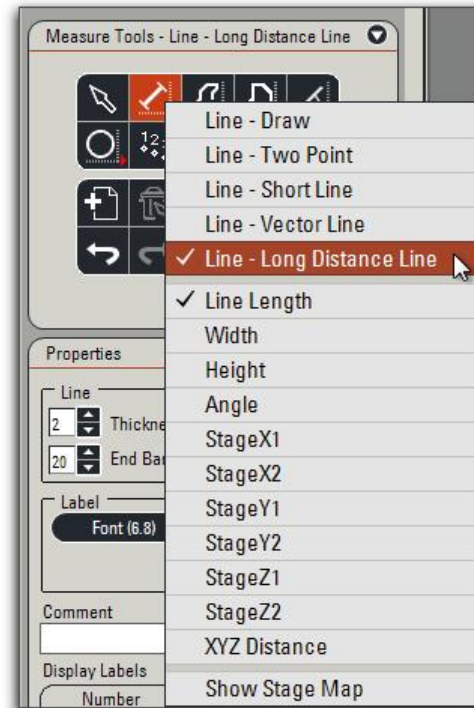 Measure Tools - Line - Long Distance Line
Line - Draw
Line - Two Point
Line - Short Line
Line - Vector Line
Line - Long Distance Line
Line Length
Width
Height
Angle
StageX1
StageX2
StageY1
StageY2
StageZ1
StageZ2
XYZ Distance
Show Stage Map
Properties
Line
2 Thickne
20 End Bar
Label
Font (6.8)
Comment
Display Labels
Number